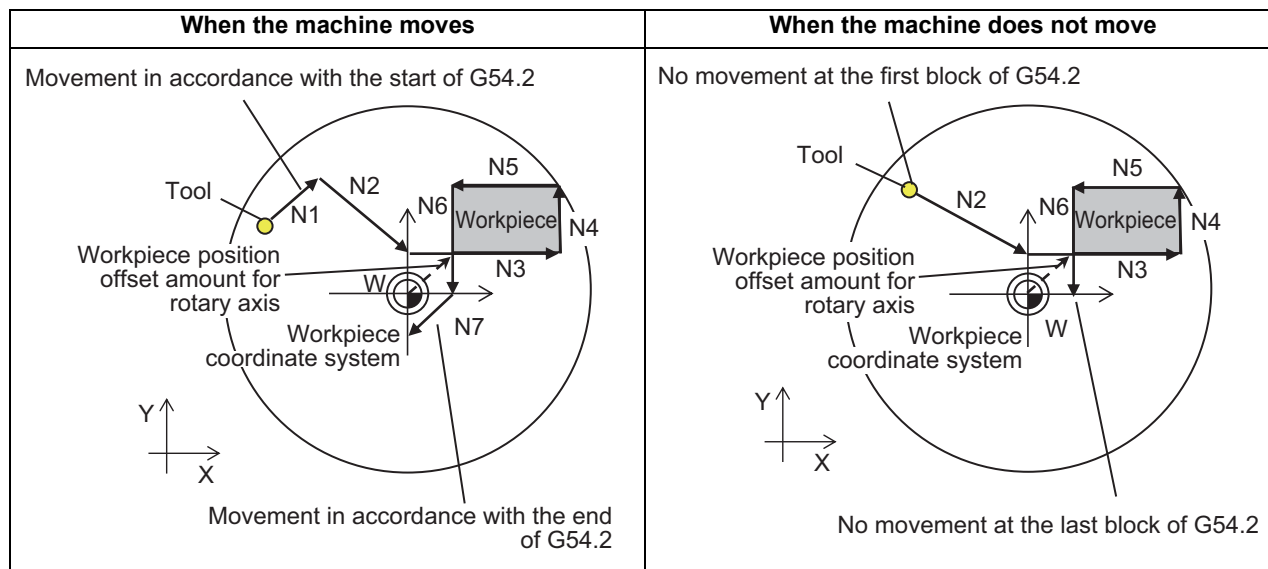 When the machine moves
When the machine does not move
Movement in accordance with the start of G54.2
Tool
N1
N2
N6
N5
Workpiece
N4
N3
Workpiece position
offset amount for
rotary axis
W
N7
Workpiece
coordinate system
Y
X
Movement in accordance with the end
of G54.2
No movement at the first block of G54.2
Tool
N2
N6
N5
Workpiece
N4
N3
Workpiece position
offset amount for
rotary axis
W
Workpiece
coordinate system
Y
X
No movement at the last block of G54.2